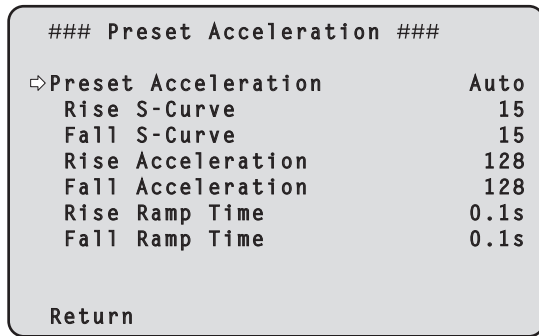 ### Preset Acceleration ###
⇨Preset Acceleration Auto
Rise S-Curve 15
Fall S-Curve 15
Rise Acceleration 128
Fall Acceleration 128
Rise Ramp Time 0.1s
Fall Ramp Time 0.1s
Return